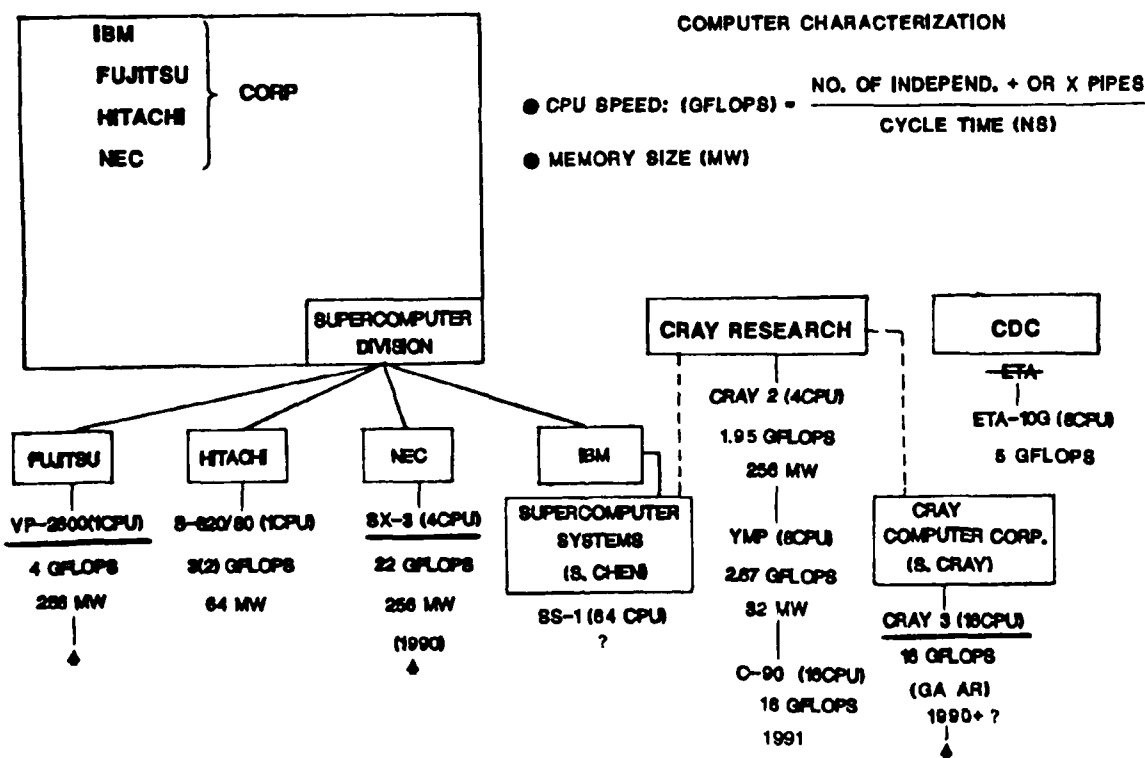 IBM
FUJITSU
HITACHI
NEC
CORP
COMPUTER CHARACTERIZATION
● CPU SPEED: (GFLOPS) = NO. OF INDEPEND. + OR X PIPES
CYCLE TIME (NS)
● MEMORY SIZE (MW)
SUPERCOMPUTER
DIVISION
FUJITSU
VP-2600(1CPU)
4 GFLOPS
256 MW
HITACHI
S-820/80 (1CPU)
3(2) GFLOPS
64 MW
NEC
SX-3 (4CPU)
22 GFLOPS
256 MW
(1990)
IBM
SUPERCOMPUTER
SYSTEMS
(S. CHEN)
SS-1 (64 CPU)
?
CRAY RESEARCH
CRAY 2 (4CPU)
1.95 GFLOPS
256 MW
YMP (8CPU)
2.67 GFLOPS
32 MW
C-90 (16CPU)
16 GFLOPS
1991
CRAY
COMPUTER CORP.
(S. CRAY)
CRAY 3 (16CPU)
16 GFLOPS
(GA AR)
1990+ ?
CDC
ETA
ETA-10G (8CPU)
5 GFLOPS